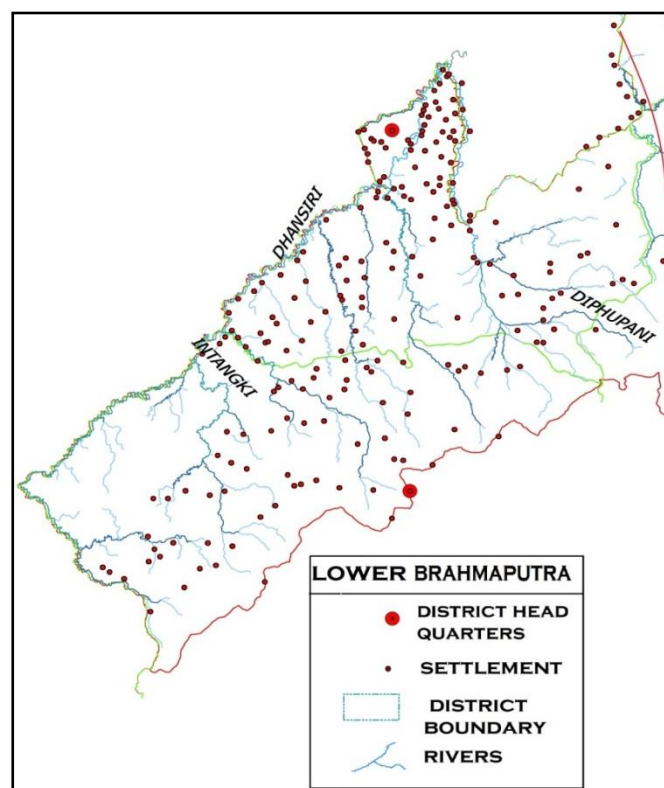 DHANSIRI
DIPHUPANI
INTANGKI
LOWER BRAHMAPUTRA
DISTRICT HEAD
QUARTERS
SETTLEMENT
DISTRICT
BOUNDARY
RIVERS